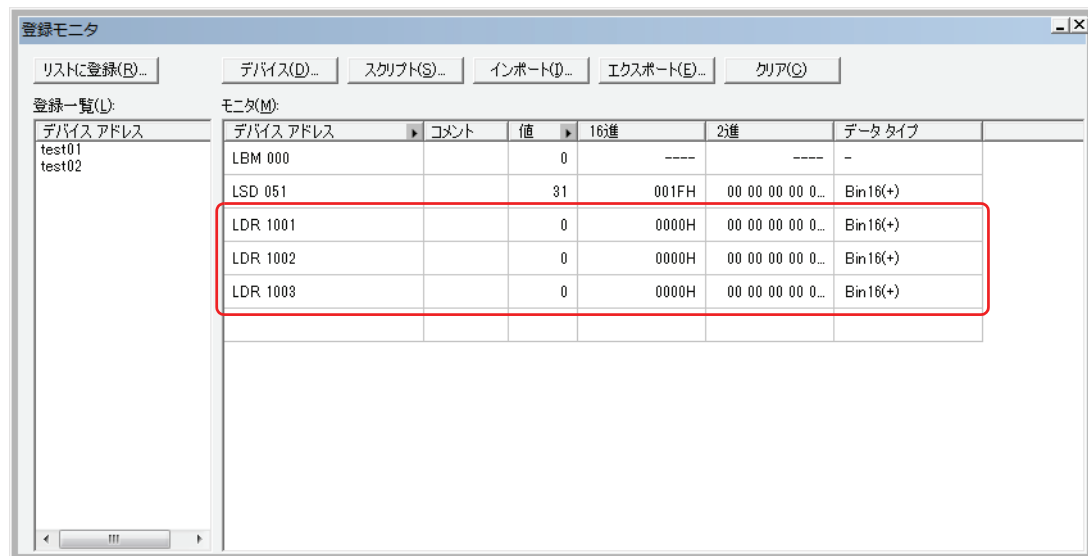 登録モニタ
リストに登録(R)... デバイス(D)... スクリプト(S)... インポート(I)... エクスポート(E)... クリア(C)
登録一覧(L): モニタ(M):
デバイス アドレス デバイス アドレス コメント 値 16進 2進 データ タイプ
test01
test02
LBM 000 0 ---- ---- -
LSD 051 31 001FH 00 00 00 00 0... Bin16(+)
LDR 1001 0 0000H 00 00 00 00 0... Bin16(+)
LDR 1002 0 0000H 00 00 00 00 0... Bin16(+)
LDR 1003 0 0000H 00 00 00 00 0... Bin16(+)